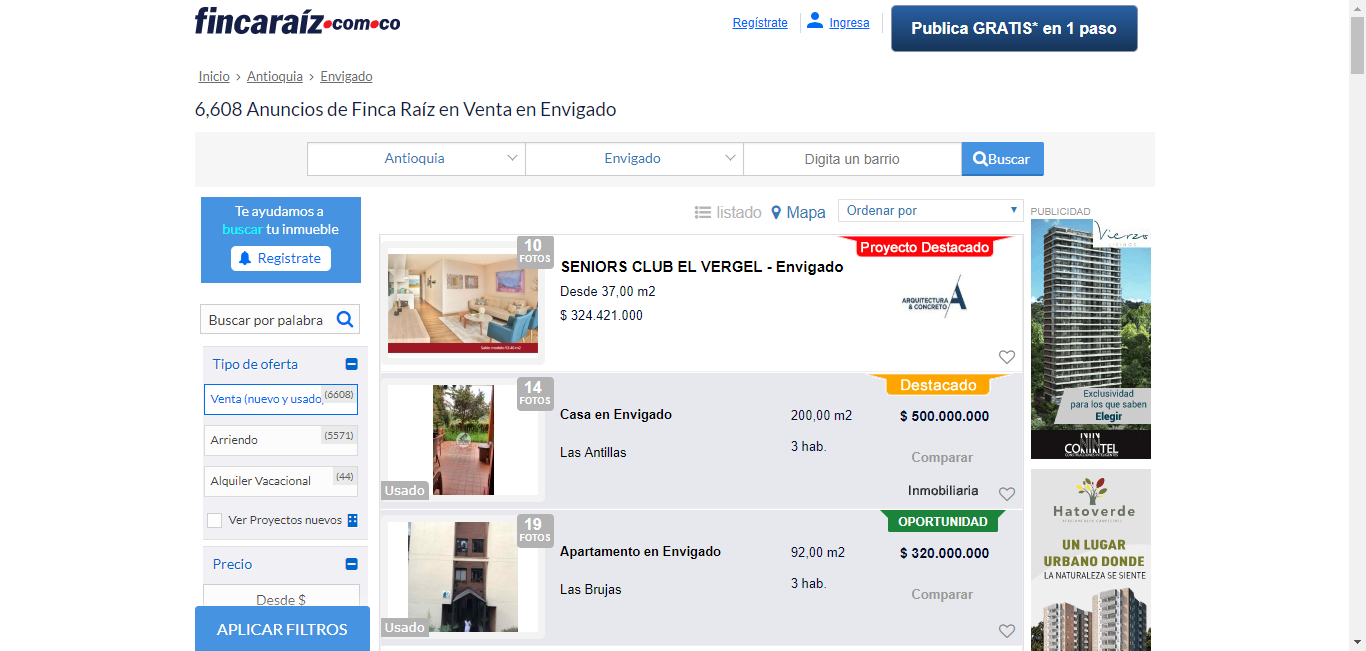 fincaraíz.com.co
Regístrate
Ingresa
Publica GRATIS* en 1 paso
Inicio › Antioquia › Envigado
6,608 Anuncios de Finca Raíz en Venta en Envigado
Antioquia
Envigado
Digita un barrio
Buscar
Te ayudamos a
buscar tu inmueble
Registrate
listado
Mapa
Ordenar por
PUBLICIDAD
Buscar por palabra
Tipo de oferta
Venta (nuevo y usado)
(6608)
Arriendo
(5571)
Alquiler Vacacional
(44)
Ver Proyectos nuevos
Precio
Desde $
APLICAR FILTROS
10
FOTOS
Proyecto Destacado
SENIORS CLUB EL VERGEL - Envigado
Desde 37,00 m2
$ 324.421.000
ARQUITECTURA
& CONCRETO
14
FOTOS
Usado
Destacado
Casa en Envigado
200,00 m2
$ 500.000.000
Las Antillas
3 hab.
Comparar
Inmobiliaria
19
FOTOS
Usado
OPORTUNIDAD
Apartamento en Envigado
92,00 m2
$ 320.000.000
Las Brujas
3 hab.
Comparar
Vierzo
Exclusividad
para los que saben
Elegir
CONINTEL
Hatoverde
UN LUGAR
URBANO DONDE
LA NATURALEZA SE SIENTE